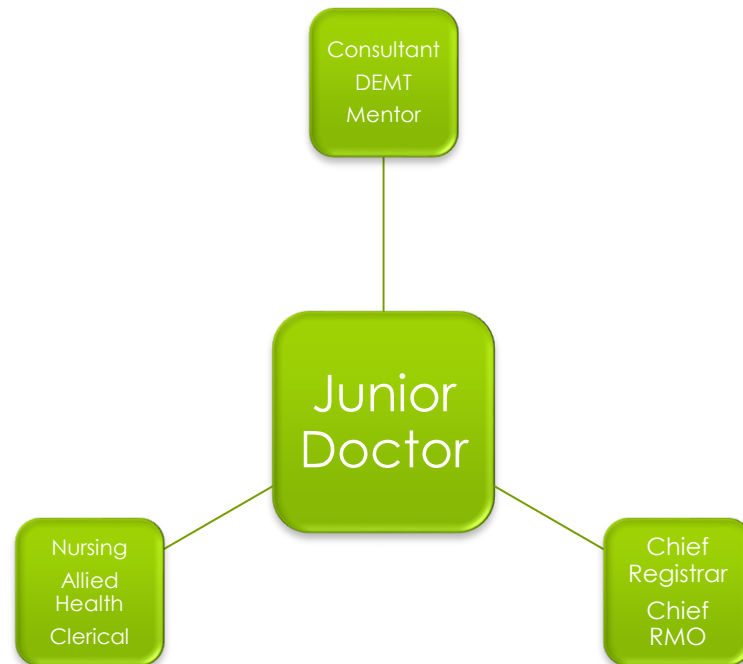 Consultant
DEMT
Mentor
Junior
Doctor
Nursing
Allied
Health
Clerical
Chief
Registrar
Chief
RMO